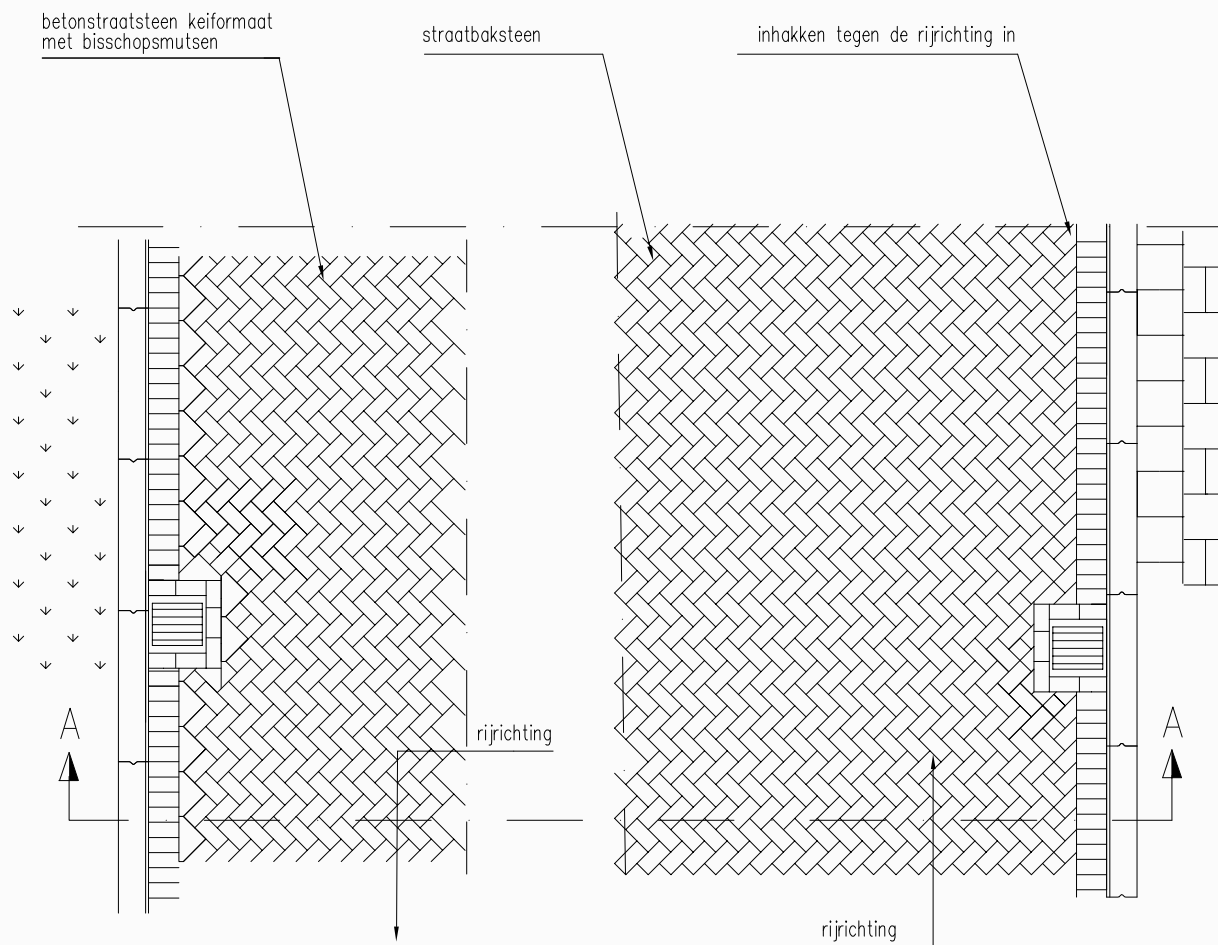 betonstraatsteen keiformaat
met bisschopsmutsen
straatbaksteen
inhakken tegen de rijrichting in
A
A
rijrichting
rijrichting